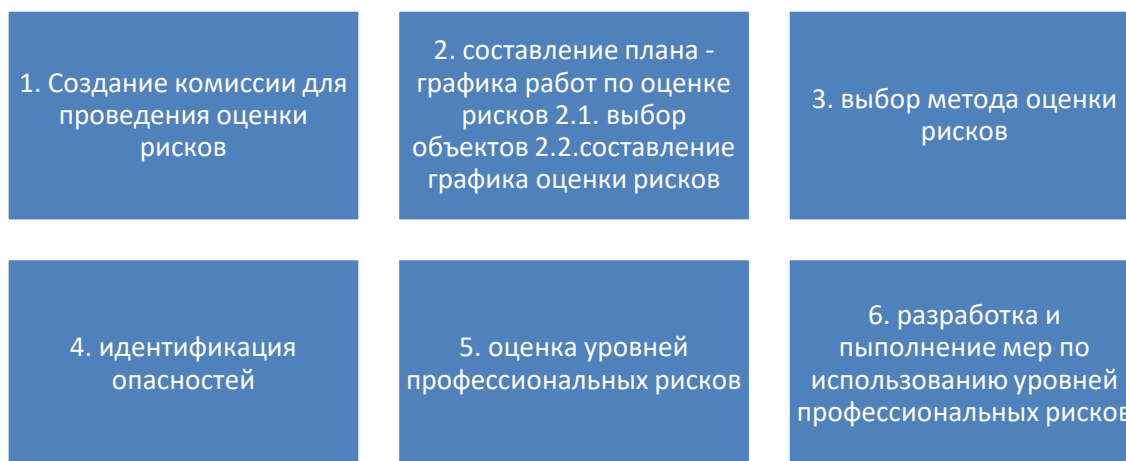 1. Создание комиссии для
проведения оценки
рисков
2. составление плана -
графика работ по оценке
рисков 2.1. выбор
объектов 2.2.составление
графика оценки рисков
3. выбор метода оценки
рисков
4. идентификация
опасностей
5. оценка уровней
профессиональных рисков
6. разработка и
пыполнение мер по
использованию уровней
профессиональных рисков